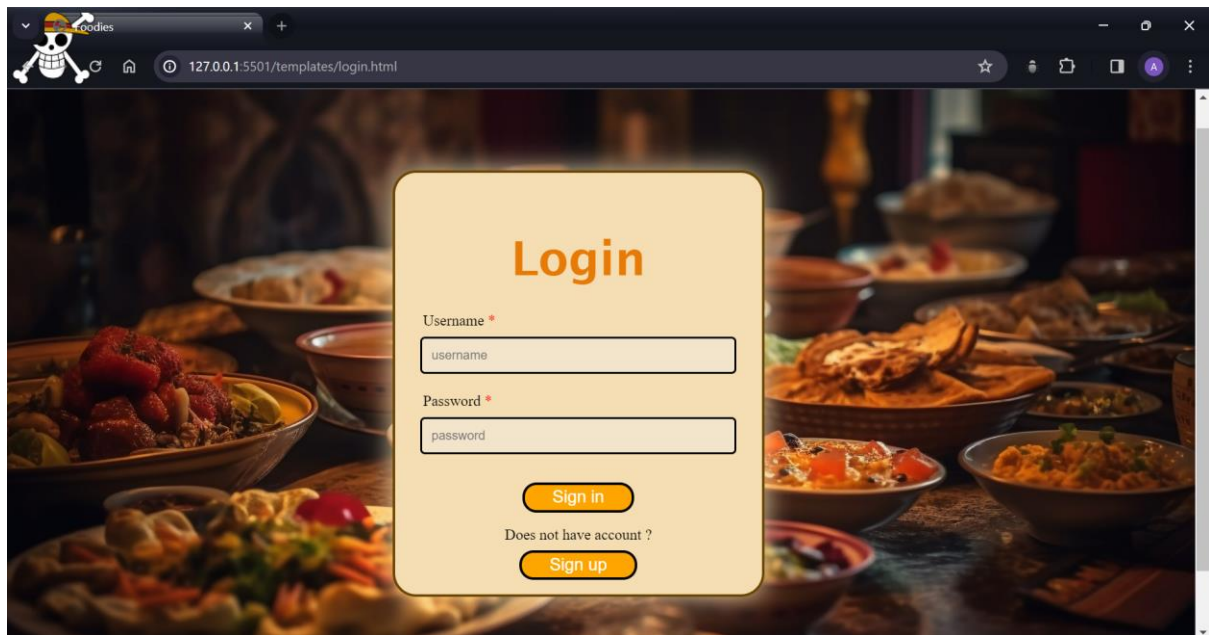 Foodies
127.0.0.1:5501/templates/login.html
A
Login
Username *
username
Password *
password
Sign in
Does not have account ?
Sign up